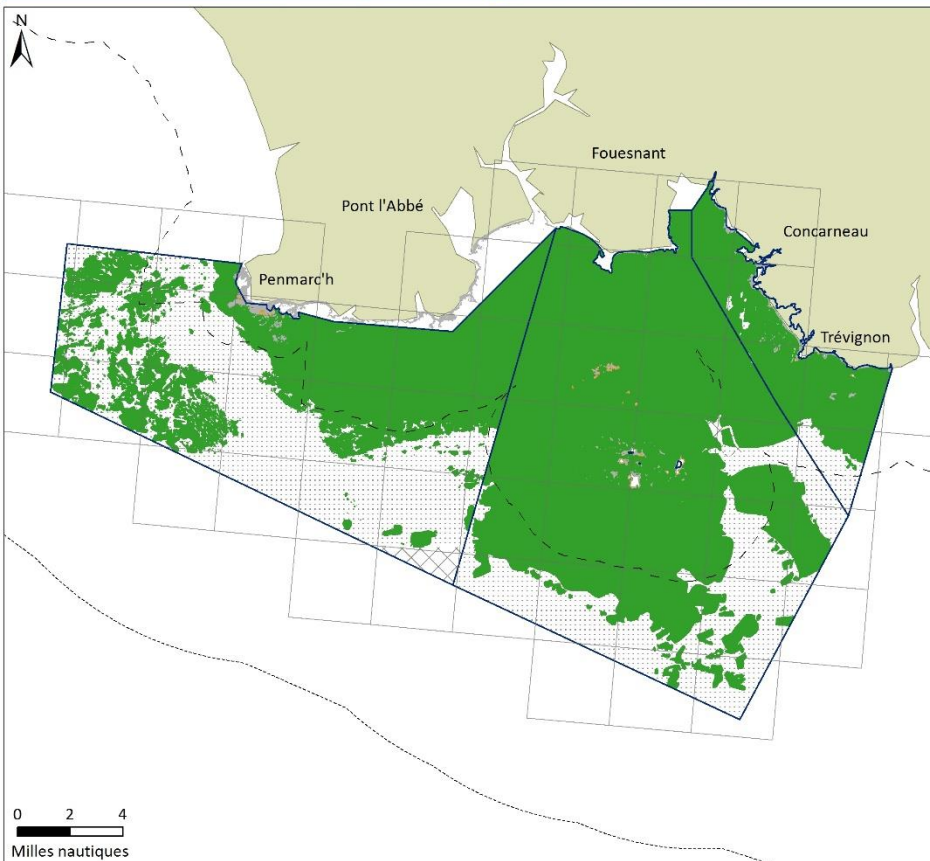 N
Fouesnant
Pont l'Abbé
Concarneau
Penmarc'h
Trévignon
0 2 4
Milles nautiques